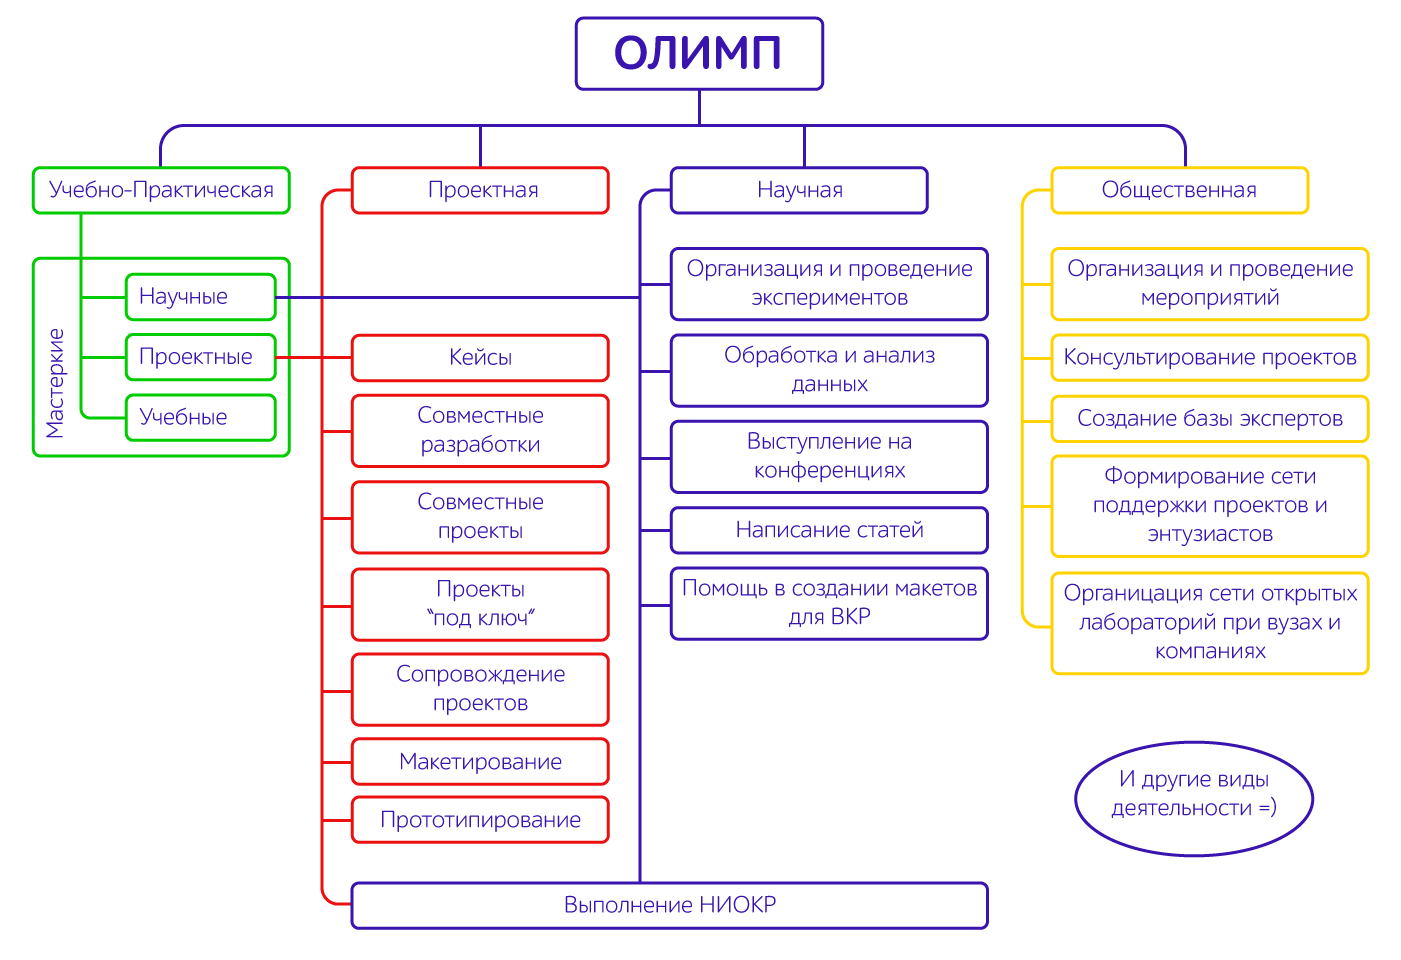 ОЛИМП
Учебно-Практическая
Мастеркие
Научные
Проектные
Учебные
Проектная
Кейсы
Совместные
разработки
Совместные
проекты
Проекты
“под ключ”
Сопровождение
проектов
Макетирование
Прототипирование
Научная
Организация и проведение
экспериментов
Обработка и анализ
данных
Выступление на
конференциях
Написание статей
Помощь в создании макетов
для ВКР
Выполнение НИОКР
Общественная
Организация и проведение
мероприятий
Консультирование проектов
Создание базы экспертов
Формирование сети
поддержки проектов и
энтузиастов
Органицация сети открытых
лабораторий при вузах и
компаниях
И другие виды
деятельности =)